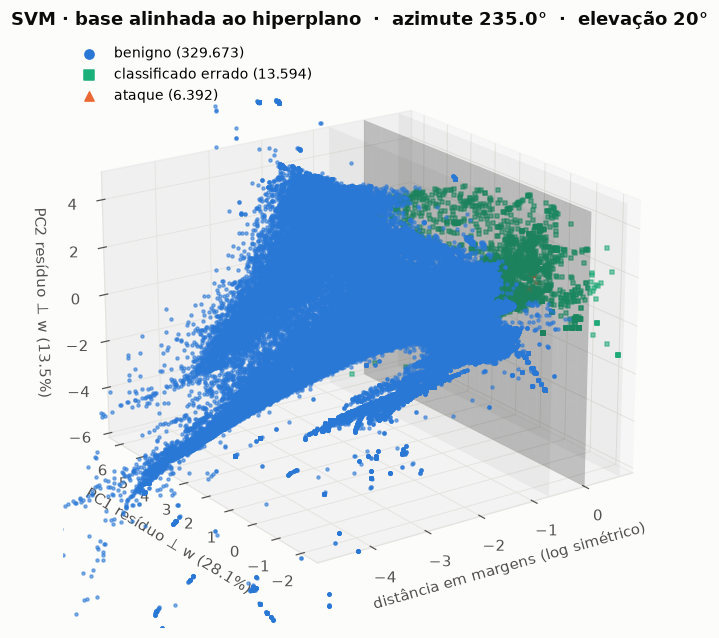 SVM · base alinhada ao hiperplano · azimute 235.0° · elevação 20°
benigno (329.673)
classificado errado (13.594)
ataque (6.392)
PC2 resíduo ⊥ w (13.5%)
4
2
0
−2
−4
−6
PC1 resíduo ⊥ w (28.1%)
6
5
4
3
2
1
0
−1
−2
distância em margens (log simétrico)
−4
−3
−2
−1
0